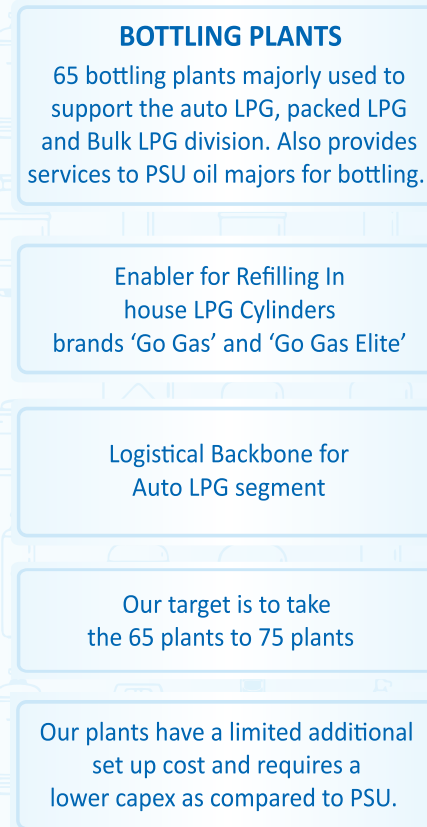 BOTTLING PLANTS
65 bottling plants majorly used to
support the auto LPG, packed LPG
and Bulk LPG division. Also provides
services to PSU oil majors for bottling.
Enabler for Refilling In
house LPG Cylinders
brands ‘Go Gas’ and ‘Go Gas Elite’
Logistical Backbone for
Auto LPG segment
Our target is to take
the 65 plants to 75 plants
Our plants have a limited additional
set up cost and requires a
lower capex as compared to PSU.